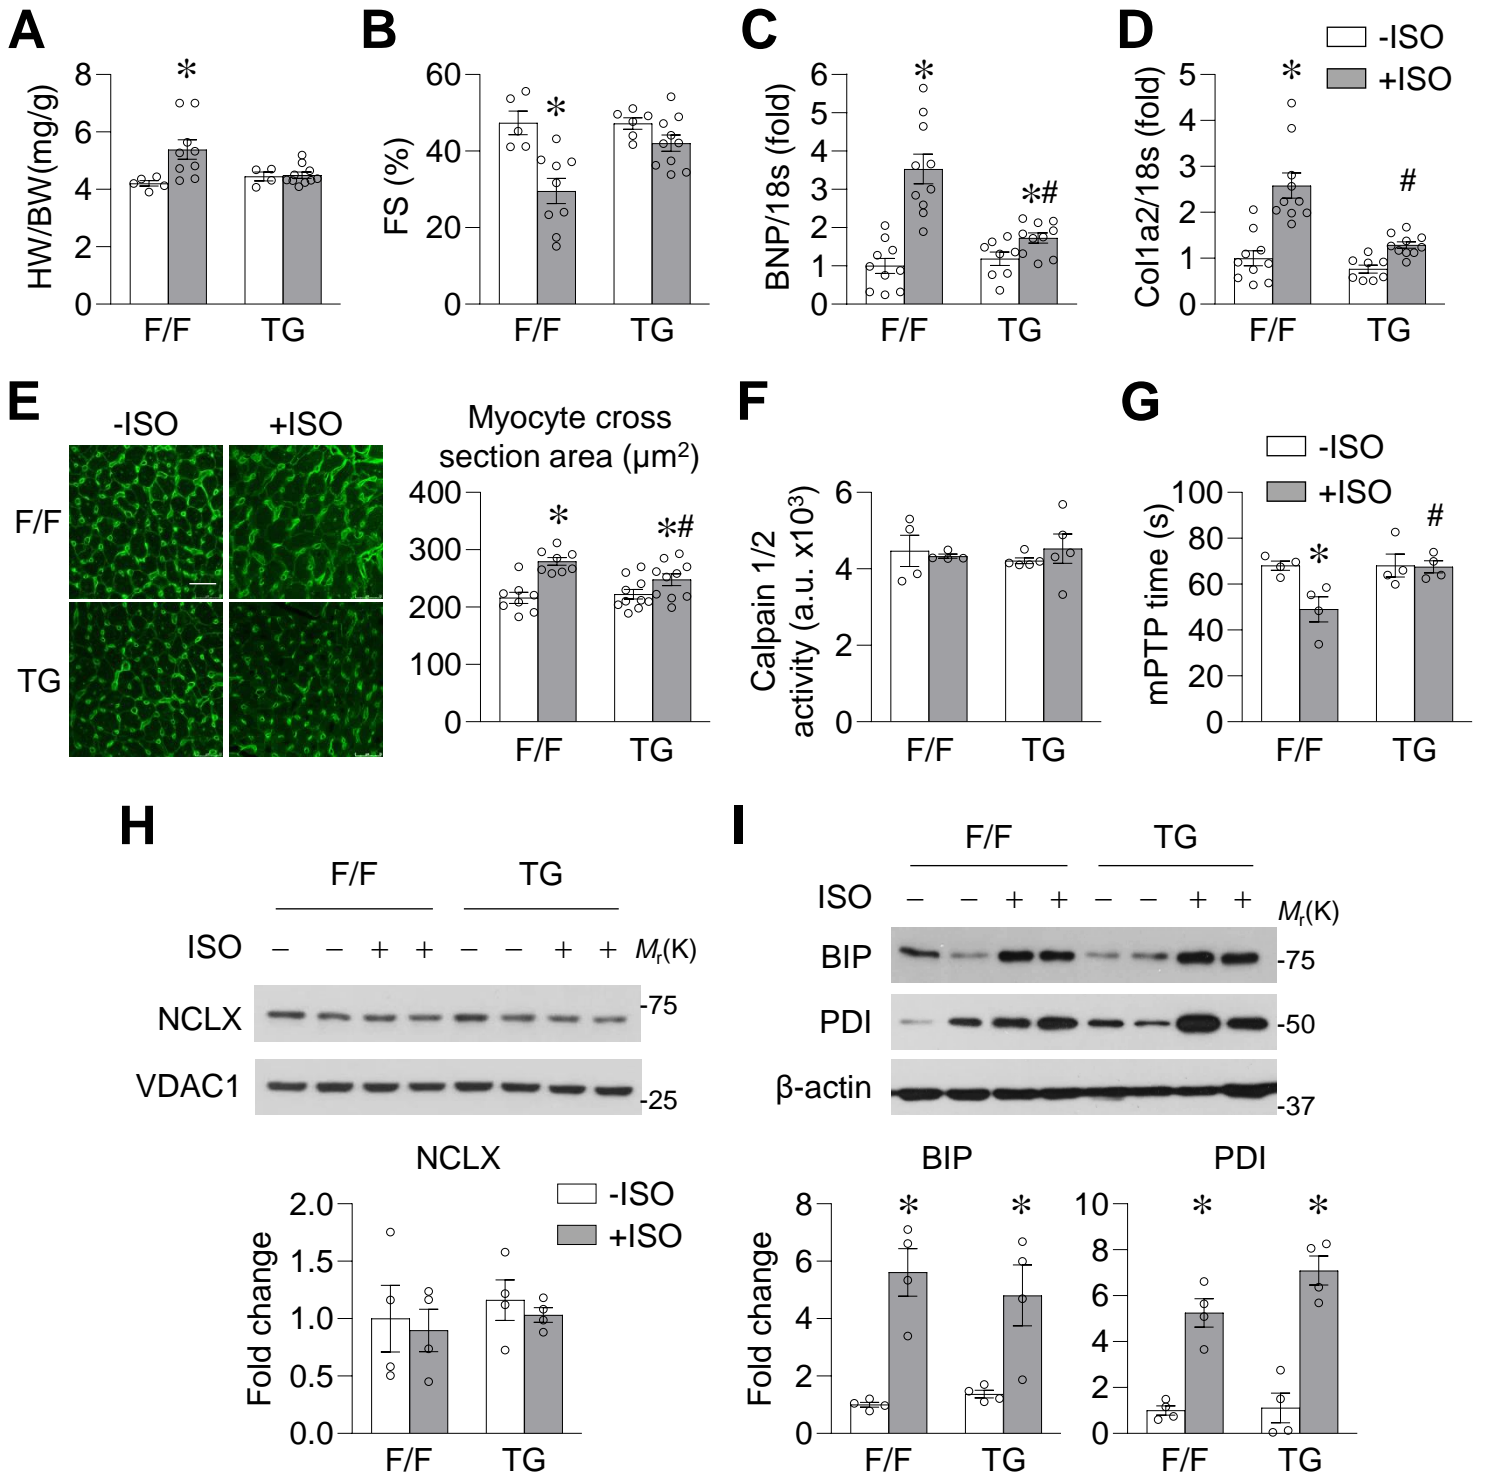 A
HW/BW(mg/g)
8
6
4
2
0
*
F/F
TG
B
FS (%)
60
40
20
0
*
F/F
TG
C
BNP/18s (fold)
6
5
4
3
2
1
0
*
*#
F/F
TG
D
-ISO
+ISO
Col1a2/18s (fold)
5
4
3
2
1
0
*
#
F/F
TG
E
-ISO
+ISO
F/F
TG
Myocyte cross
section area (µm²)
400
300
200
100
0
*
*#
F/F
TG
F
Calpain 1/2
activity (a.u. x10³)
6
4
2
0
F/F
TG
G
-ISO
+ISO
mPTP time (s)
100
80
60
40
20
0
*
#
F/F
TG
H
F/F
TG
ISO
− − + + − − + +
Mr(K)
NCLX
-75
VDAC1
-25
NCLX
-ISO
+ISO
Fold change
2.0
1.5
1.0
0.5
0.0
F/F
TG
I
F/F
TG
ISO
− − + + − − + +
Mr(K)
BIP
-75
PDI
-50
β-actin
-37
BIP
Fold change
8
6
4
2
0
*
*
F/F
TG
PDI
10
8
6
4
2
0
*
*
F/F
TG